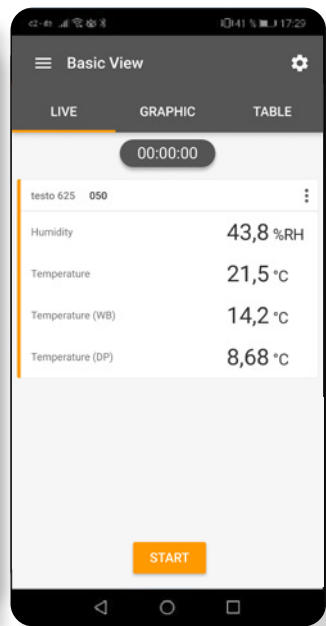 41 % 17:29
Basic View
LIVE GRAPHIC TABLE
00:00:00
testo 625 050
Humidity 43,8 %RH
Temperature 21,5 °C
Temperature (WB) 14,2 °C
Temperature (DP) 8,68 °C
START